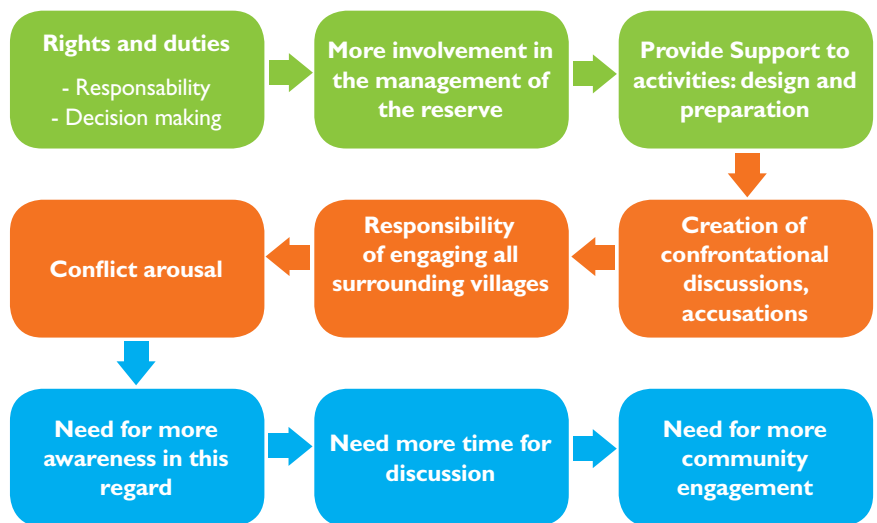 Rights and duties
- Responsability
- Decision making
More involvement in
the management of
the reserve
Provide Support to
activities: design and
preparation
Creation of
confrontational
discussions,
accusations
Responsibility
of engaging all
surrounding villages
Conflict arousal
Need for more
awareness in this
regard
Need more time for
discussion
Need for more
community
engagement